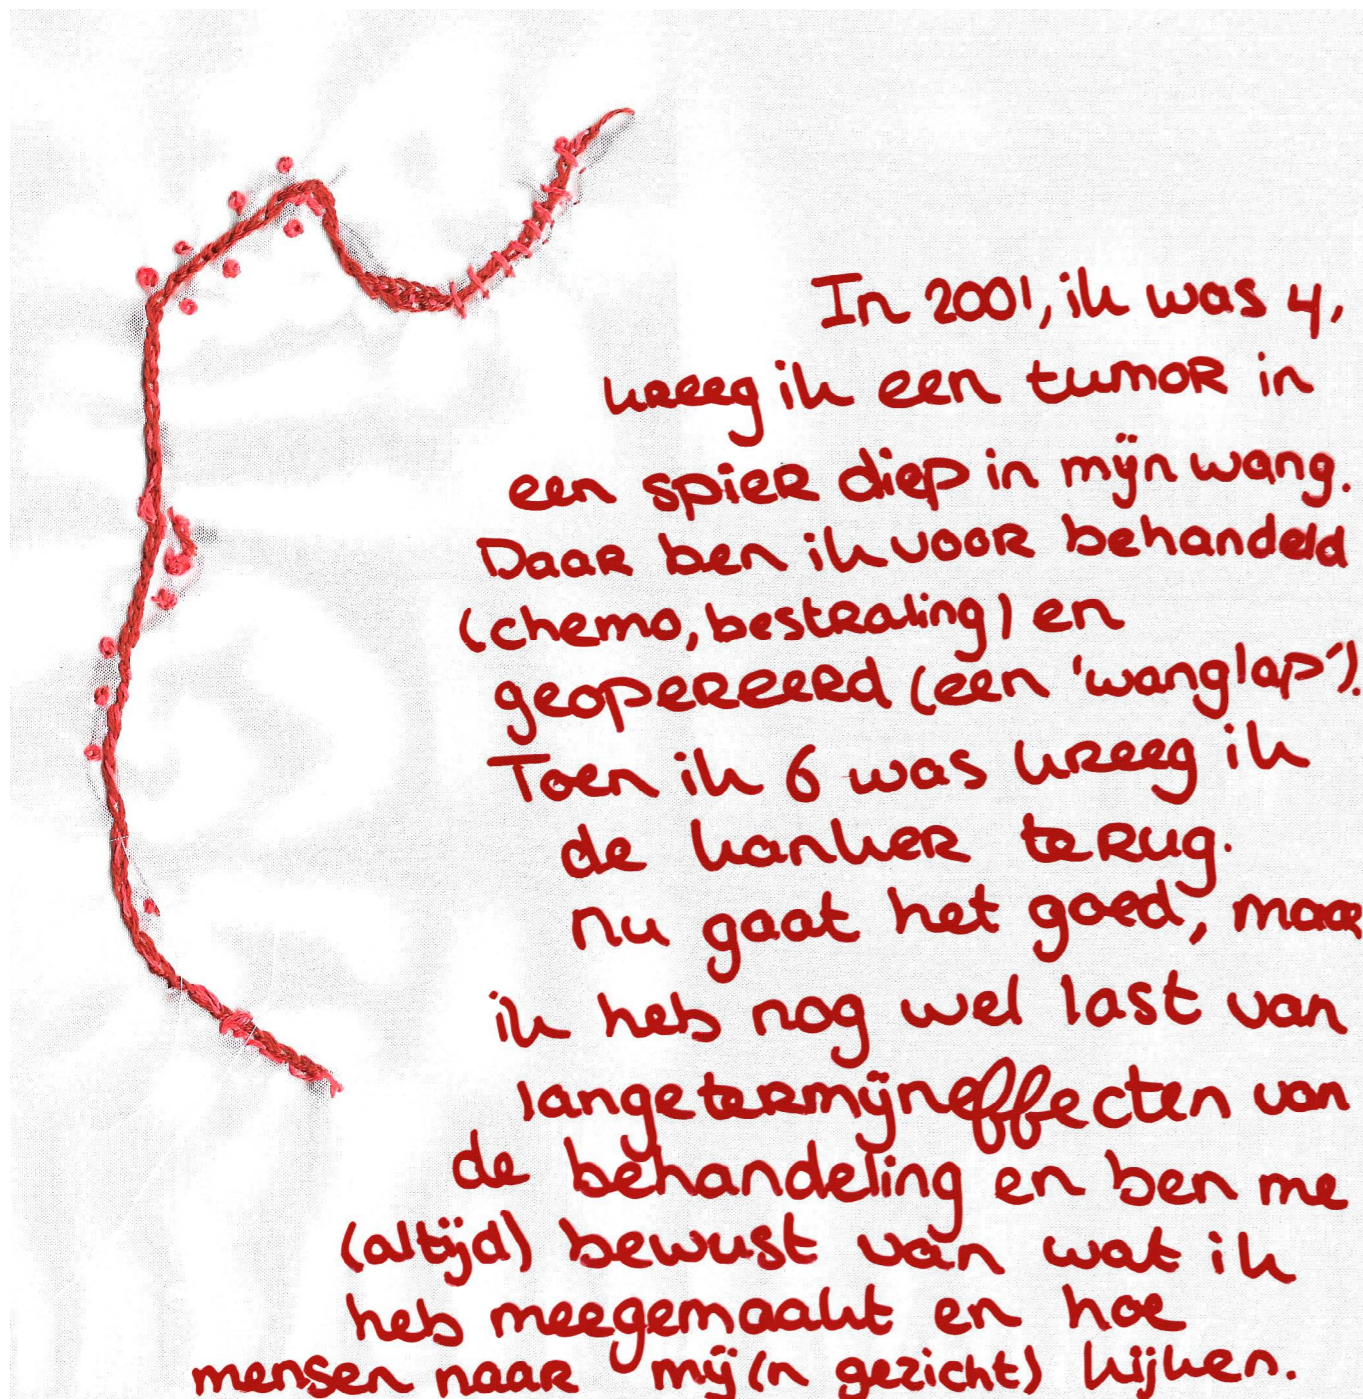 In 2001, ik was 4,
kreeg ik een tumor in
een spier diep in mijn wang.
Daar ben ik voor behandeld
(chemo, bestraling) en
geopereerd (een 'wanglap').
Toen ik 6 was kreeg ik
de kanker terug.
nu gaat het goed, maar
ik heb nog wel last van
langetermijneffecten van
de behandeling en ben me
(altijd) bewust van wat ik
heb meegemaakt en hoe
mensen naar mij(n gezicht) kijken.